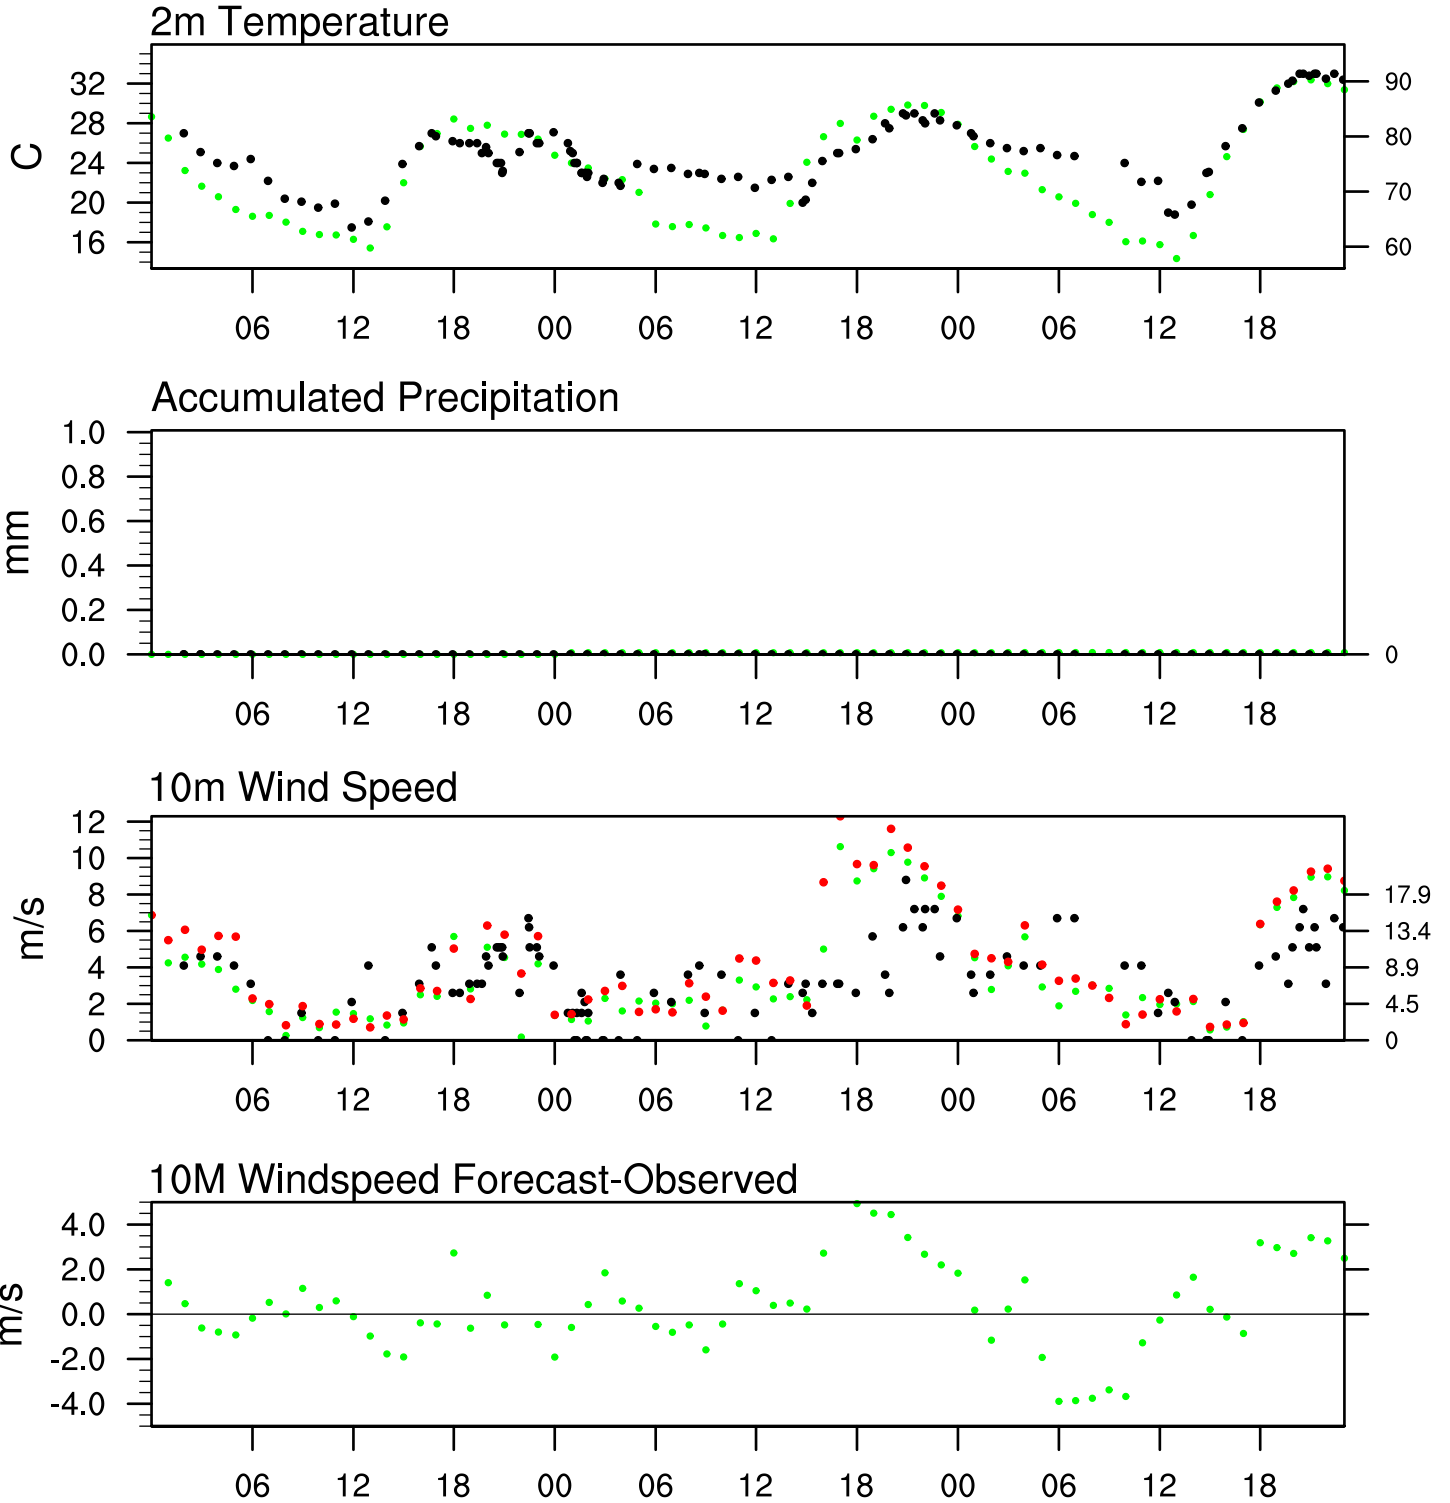 2m Temperature
C
32
28
24
20
16
90
80
70
60
06 12 18 00 06 12 18 00 06 12 18
Accumulated Precipitation
mm
1.0
0.8
0.6
0.4
0.2
0.0
0
06 12 18 00 06 12 18 00 06 12 18
10m Wind Speed
m/s
12
10
8
6
4
2
0
17.9
13.4
8.9
4.5
0
06 12 18 00 06 12 18 00 06 12 18
10M Windspeed Forecast-Observed
m/s
4.0
2.0
0.0
-2.0
-4.0
06 12 18 00 06 12 18 00 06 12 18